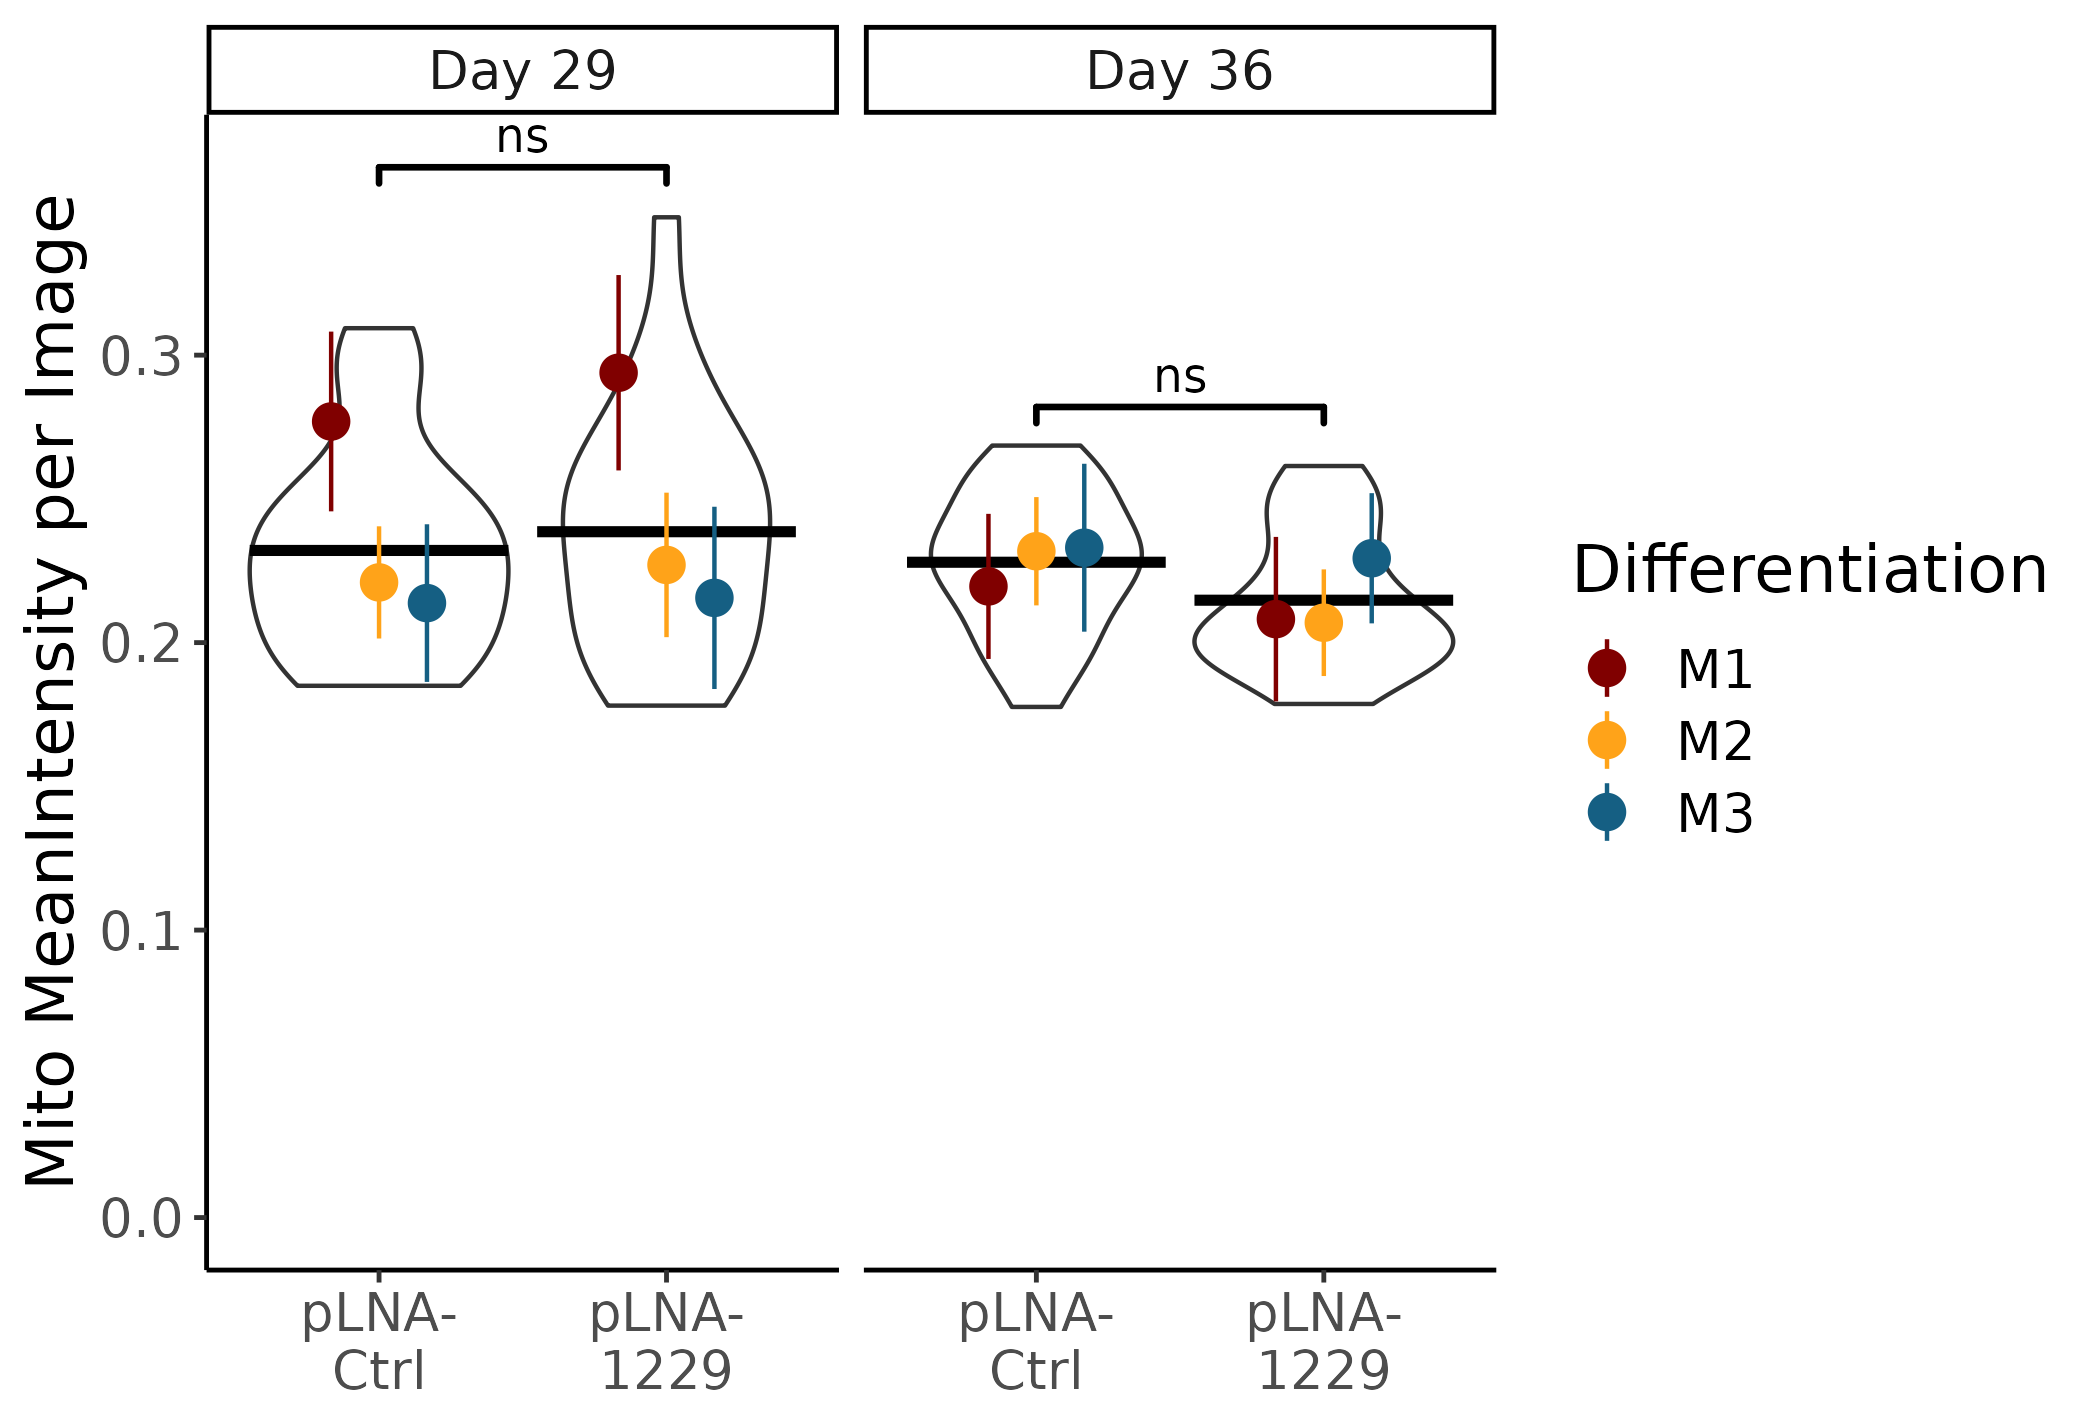 Day 29
Day 36
ns
ns
Mito MeanIntensity per Image
0.3
0.2
0.1
0.0
pLNA-
Ctrl
pLNA-
1229
pLNA-
Ctrl
pLNA-
1229
Differentiation
M1
M2
M3